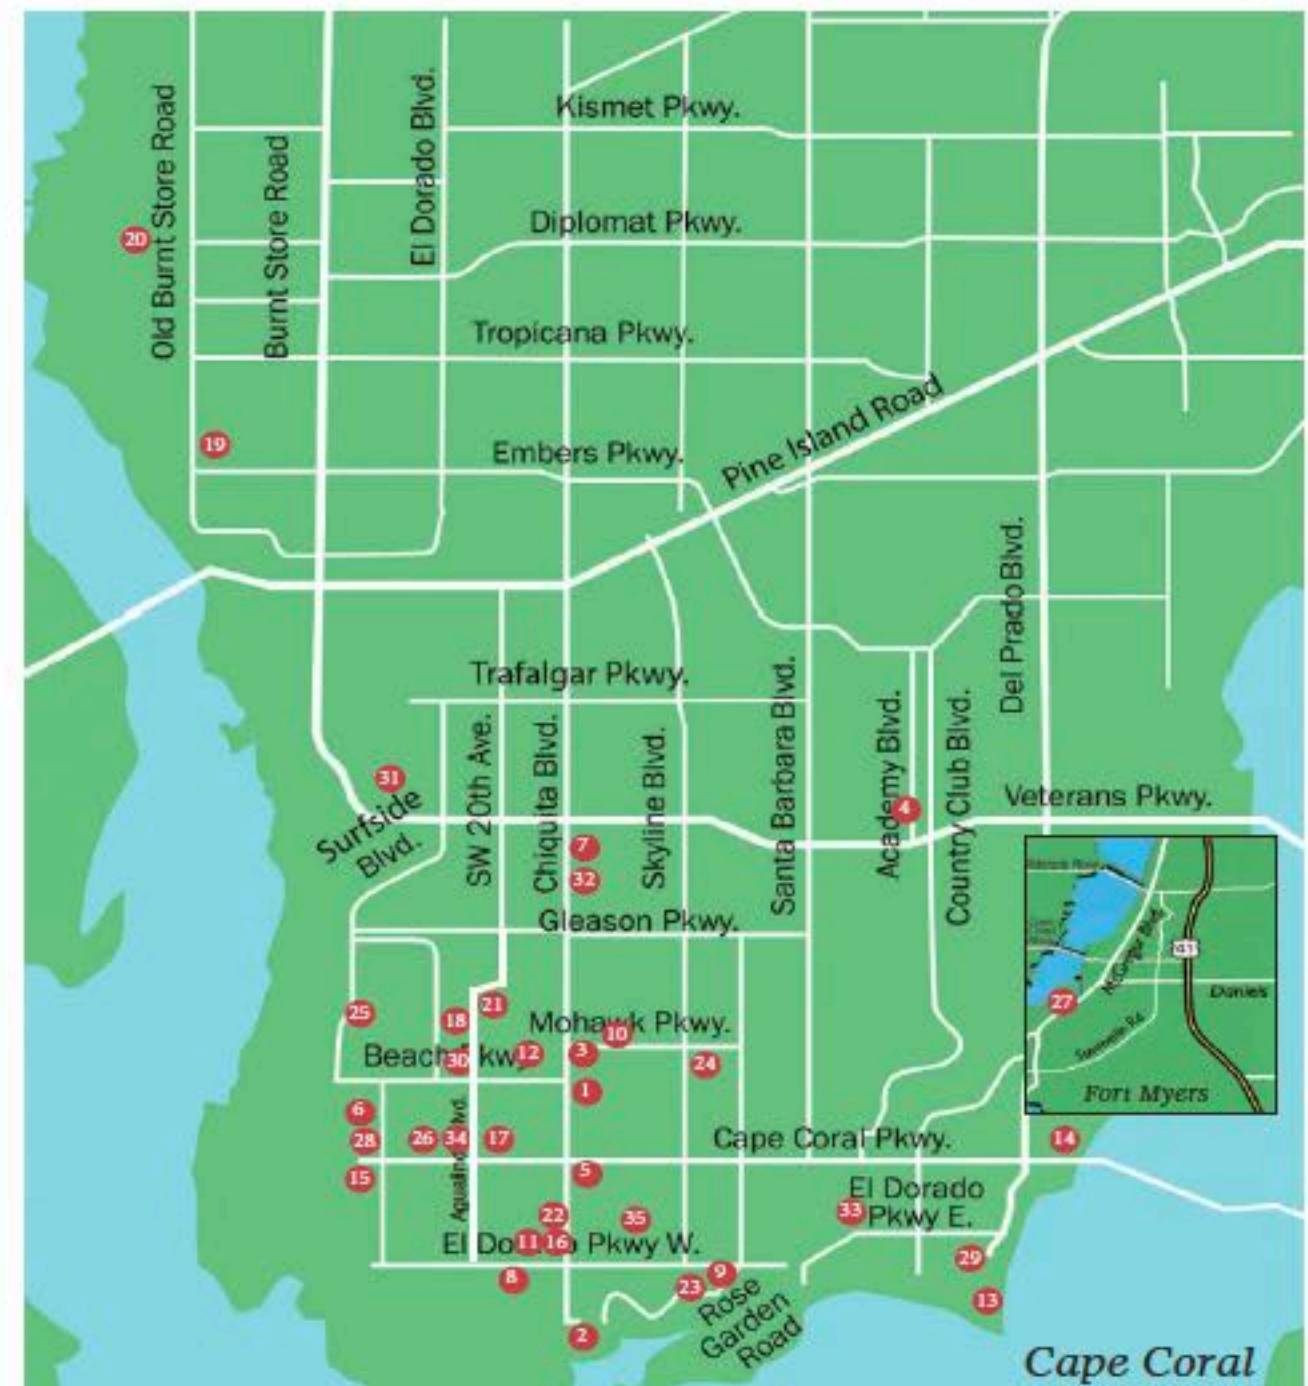 Kismet Pkwy.
Old Burnt Store Road
Burnt Store Road
El Dorado Blvd.
Diplomat Pkwy.
20
Tropicana Pkwy.
Pine Island Road
19
Embers Pkwy.
Del Prado Blvd.
Trafalgar Pkwy.
SW 20th Ave.
Chiquita Blvd.
Skyline Blvd.
Santa Barbara Blvd.
Academy Blvd.
Country Club Blvd.
31
Surfside
Blvd.
4
Veterans Pkwy.
7
32
Gleason Pkwy.
McGregor Blvd.
41
27
Daniels
Summerlin Rd.
Fort Myers
25
18
21
Mohawk Pkwy.
10
Beach Pkwy
30
12
3
24
1
6
28
26
34
17
Cape Coral Pkwy.
14
15
5
22
35
33
El Dorado
Pkwy E.
El Dorado Pkwy W.
11
16
29
8
23
9
13
Rose
Garden
Road
2
Cape Coral